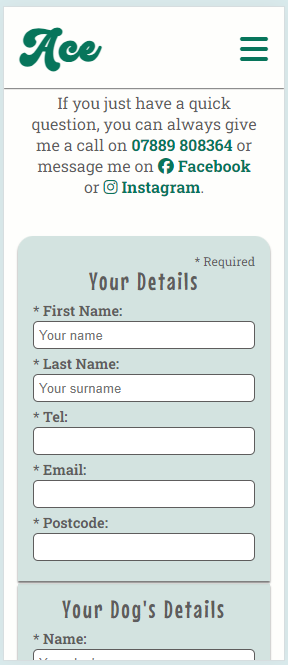 Ace
If you just have a quick
question, you can always give
me a call on 07889 808364 or
message me on Facebook
or Instagram.
* Required
Your Details
* First Name:
Your name
* Last Name:
Your surname
* Tel:
* Email:
* Postcode:
Your Dog's Details
* Name: